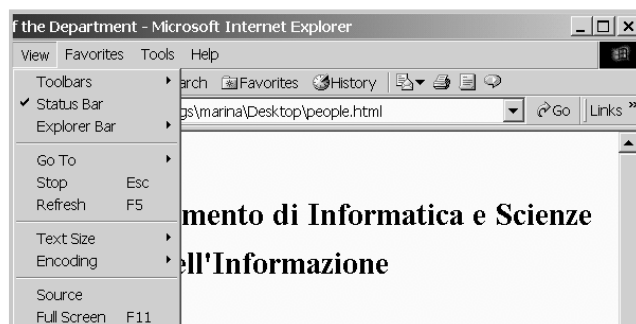 f the Department - Microsoft Internet Explorer
View Favorites Tools Help
Toolbars
arch Favorites History
Status Bar
gs\marina\Desktop\people.html
Go Links »
Explorer Bar
Go To
Stop Esc
Refresh F5
mento di Informatica e Scienze
Text Size
Encoding
ell'Informazione
Source
Full Screen F11